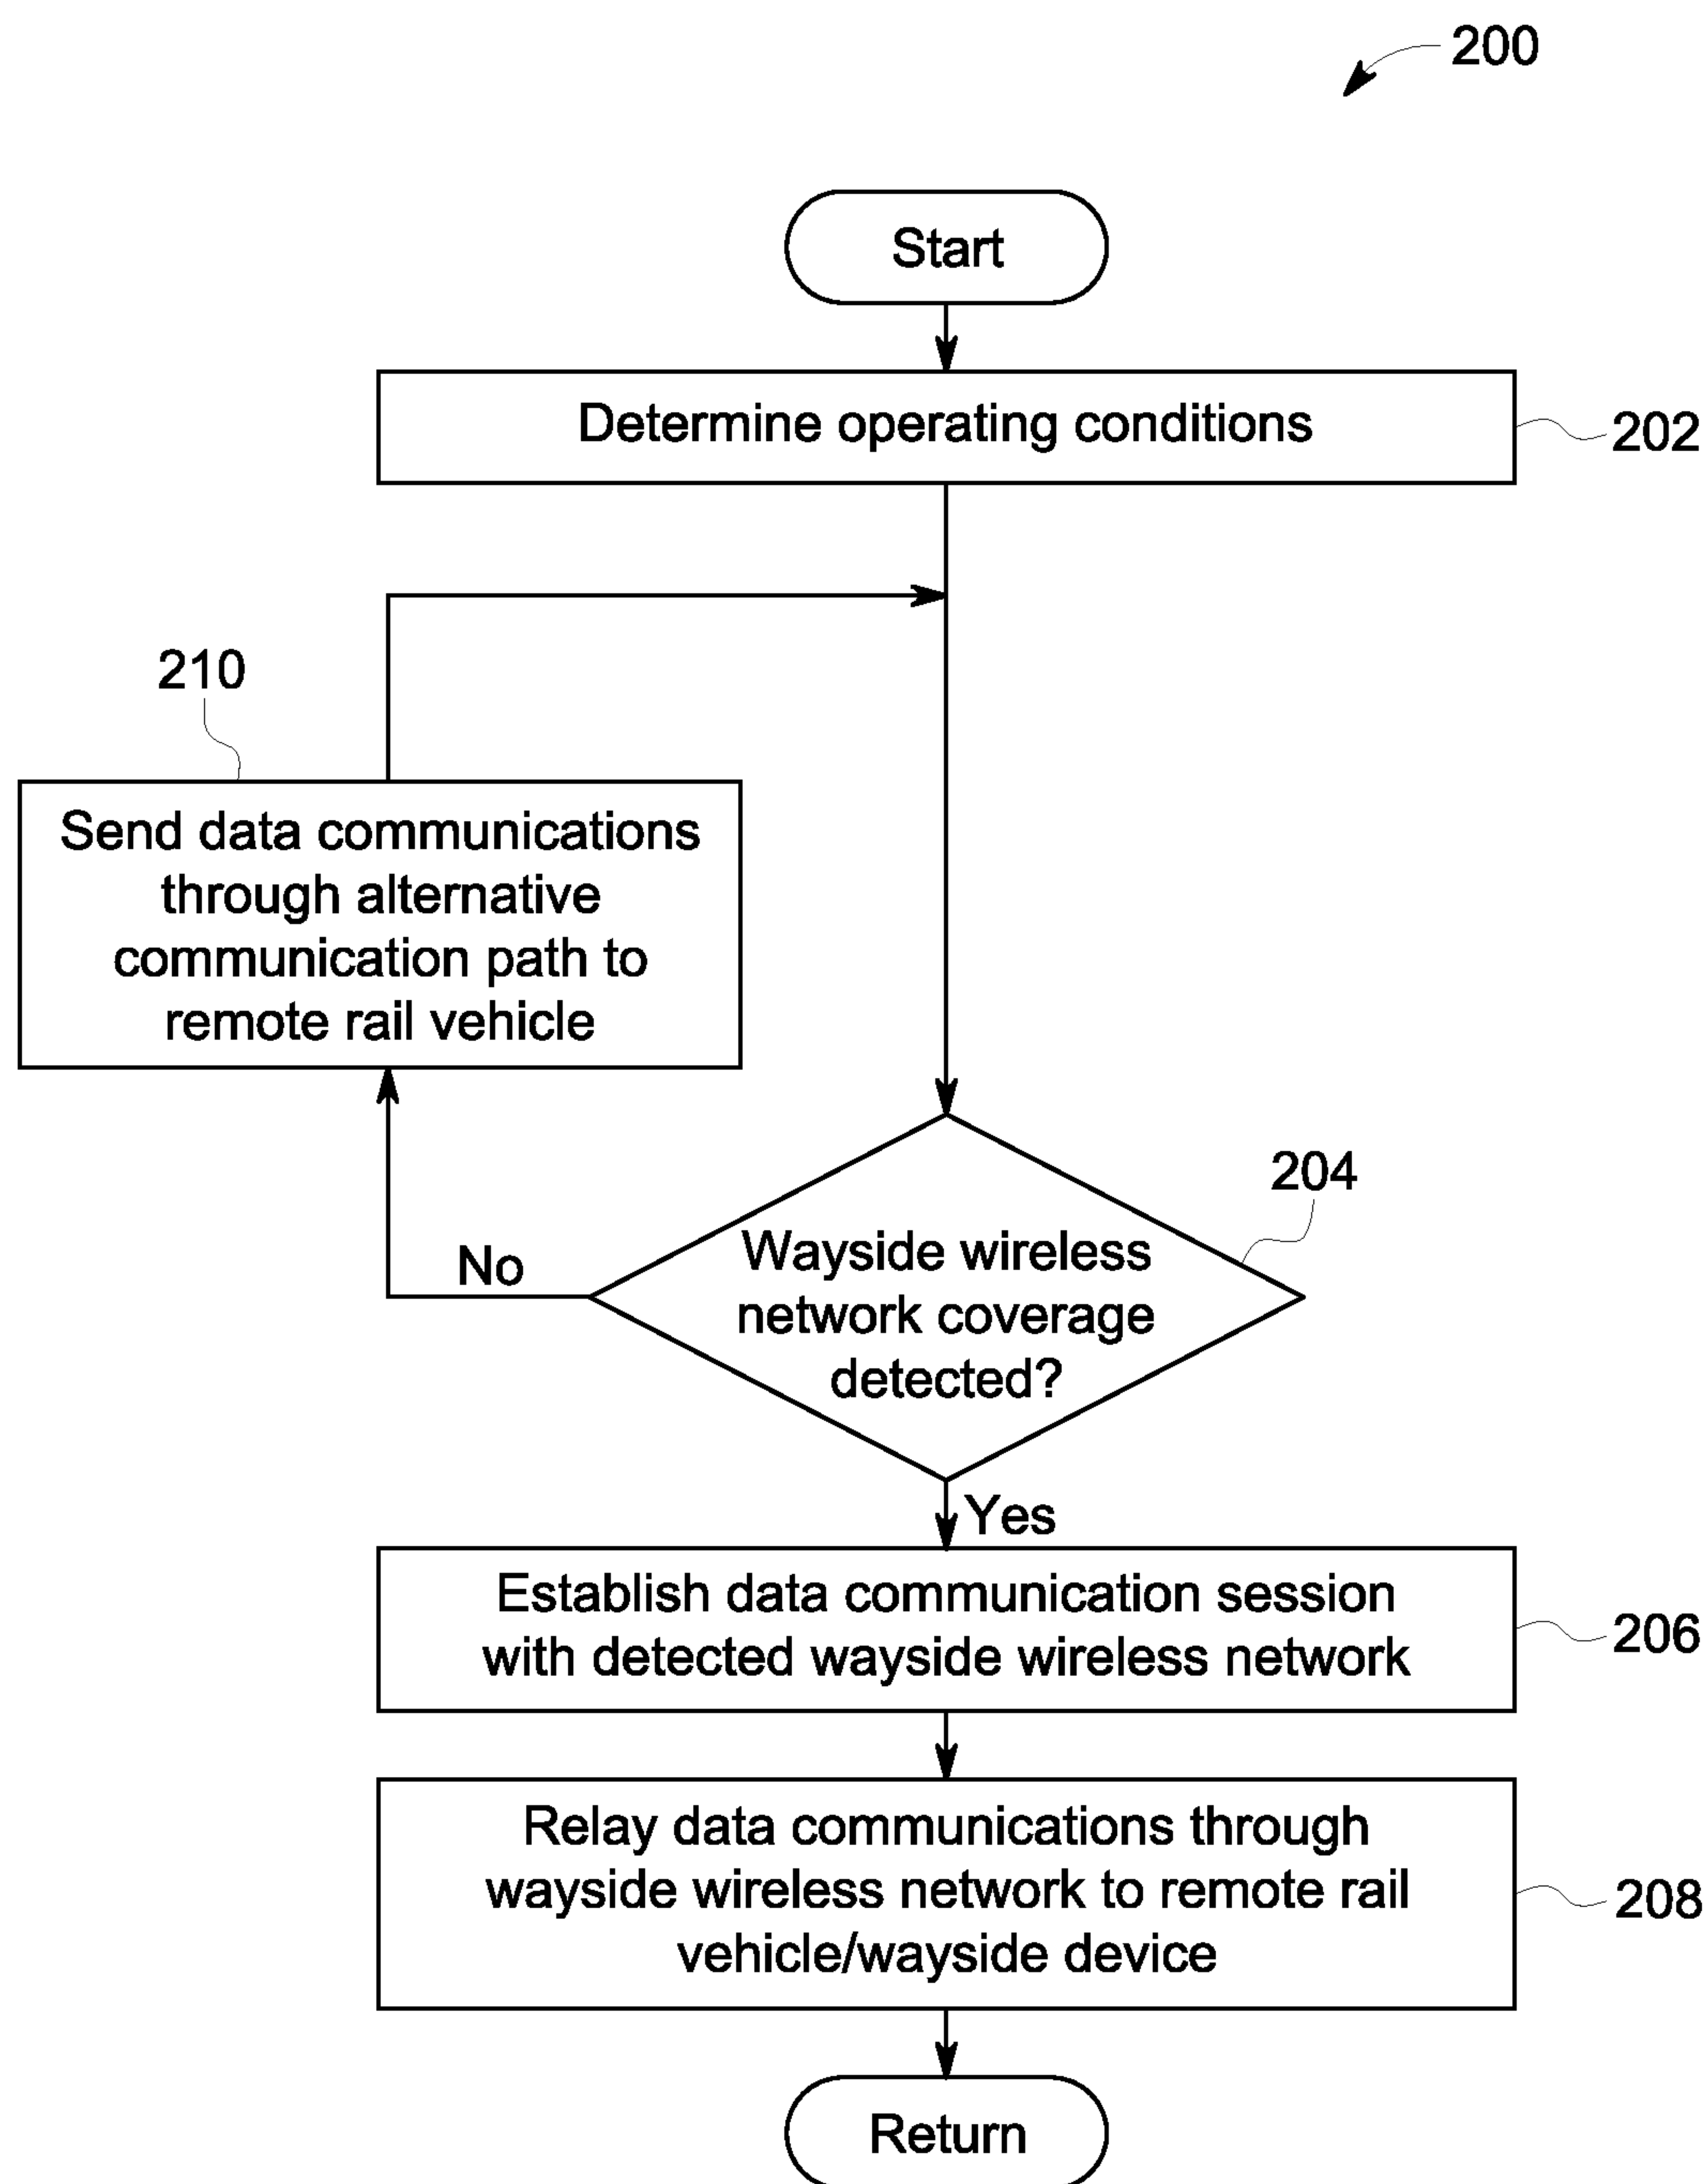 200
Start
Determine operating conditions
202
210
Send data communications
through alternative
communication path to
remote rail vehicle
204
Wayside wireless
network coverage
detected?
No
Yes
Establish data communication session
with detected wayside wireless network
206
Relay data communications through
wayside wireless network to remote rail
vehicle/wayside device
208
Return